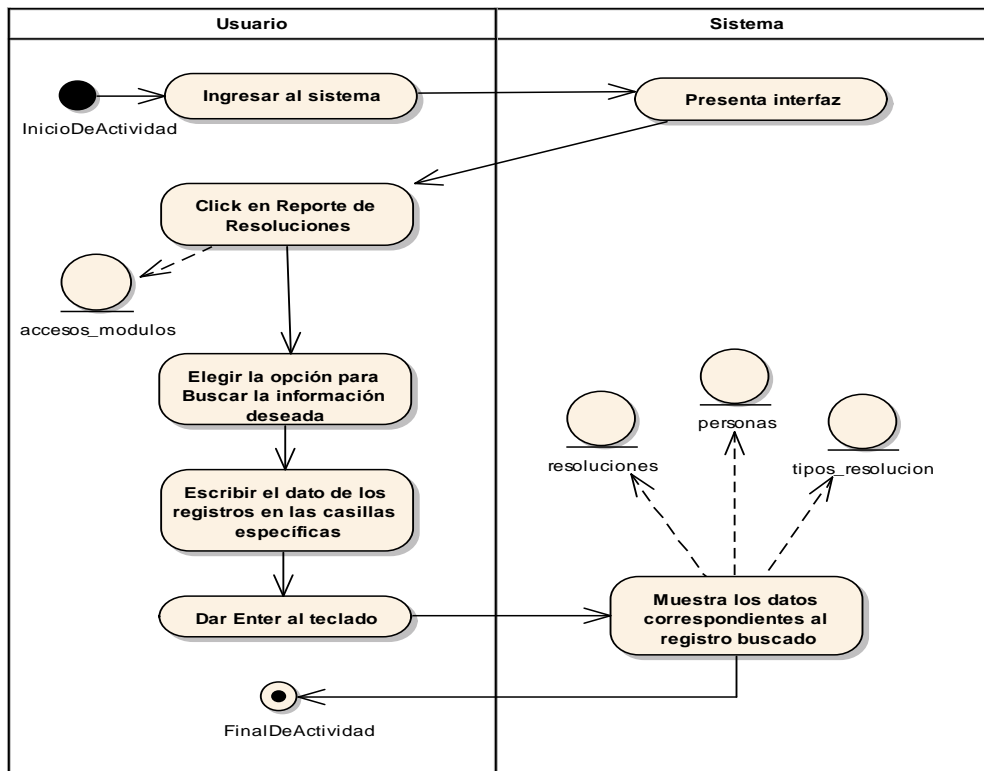 Usuario
Sistema
Ingresar al sistema
Presenta interfaz
InicioDeActividad
Click en Reporte de
Resoluciones
accesos_modulos
Elegir la opción para
Buscar la información
deseada
personas
resoluciones
tipos_resolucion
Escribir el dato de los
registros en las casillas
específicas
Dar Enter al teclado
Muestra los datos
correspondientes al
registro buscado
FinalDeActividad